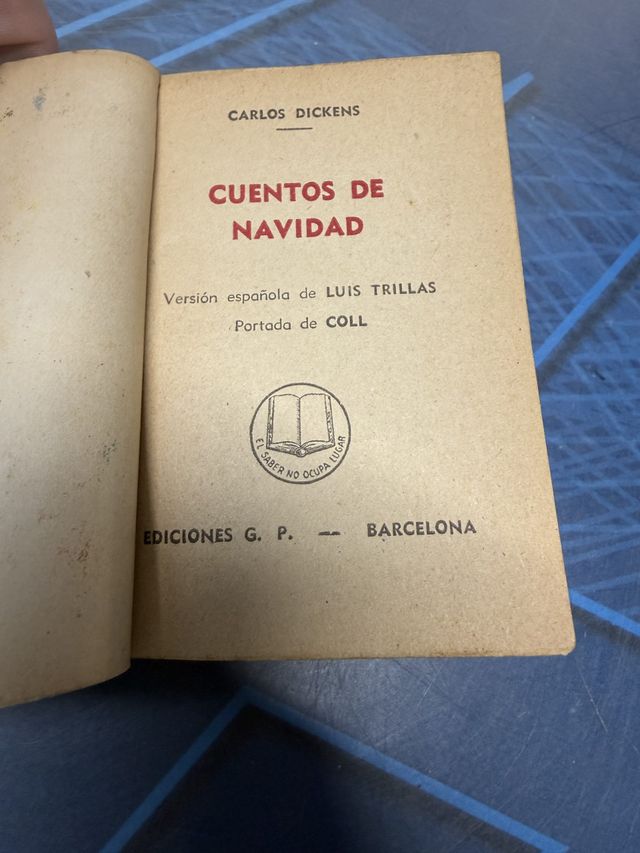 CARLOS DICKENS
CUENTOS DE
NAVIDAD
Versión española de LUIS TRILLAS
Portada de COLL
EL SABER NO OCUPA LUGAR
EDICIONES G. P. — BARCELONA